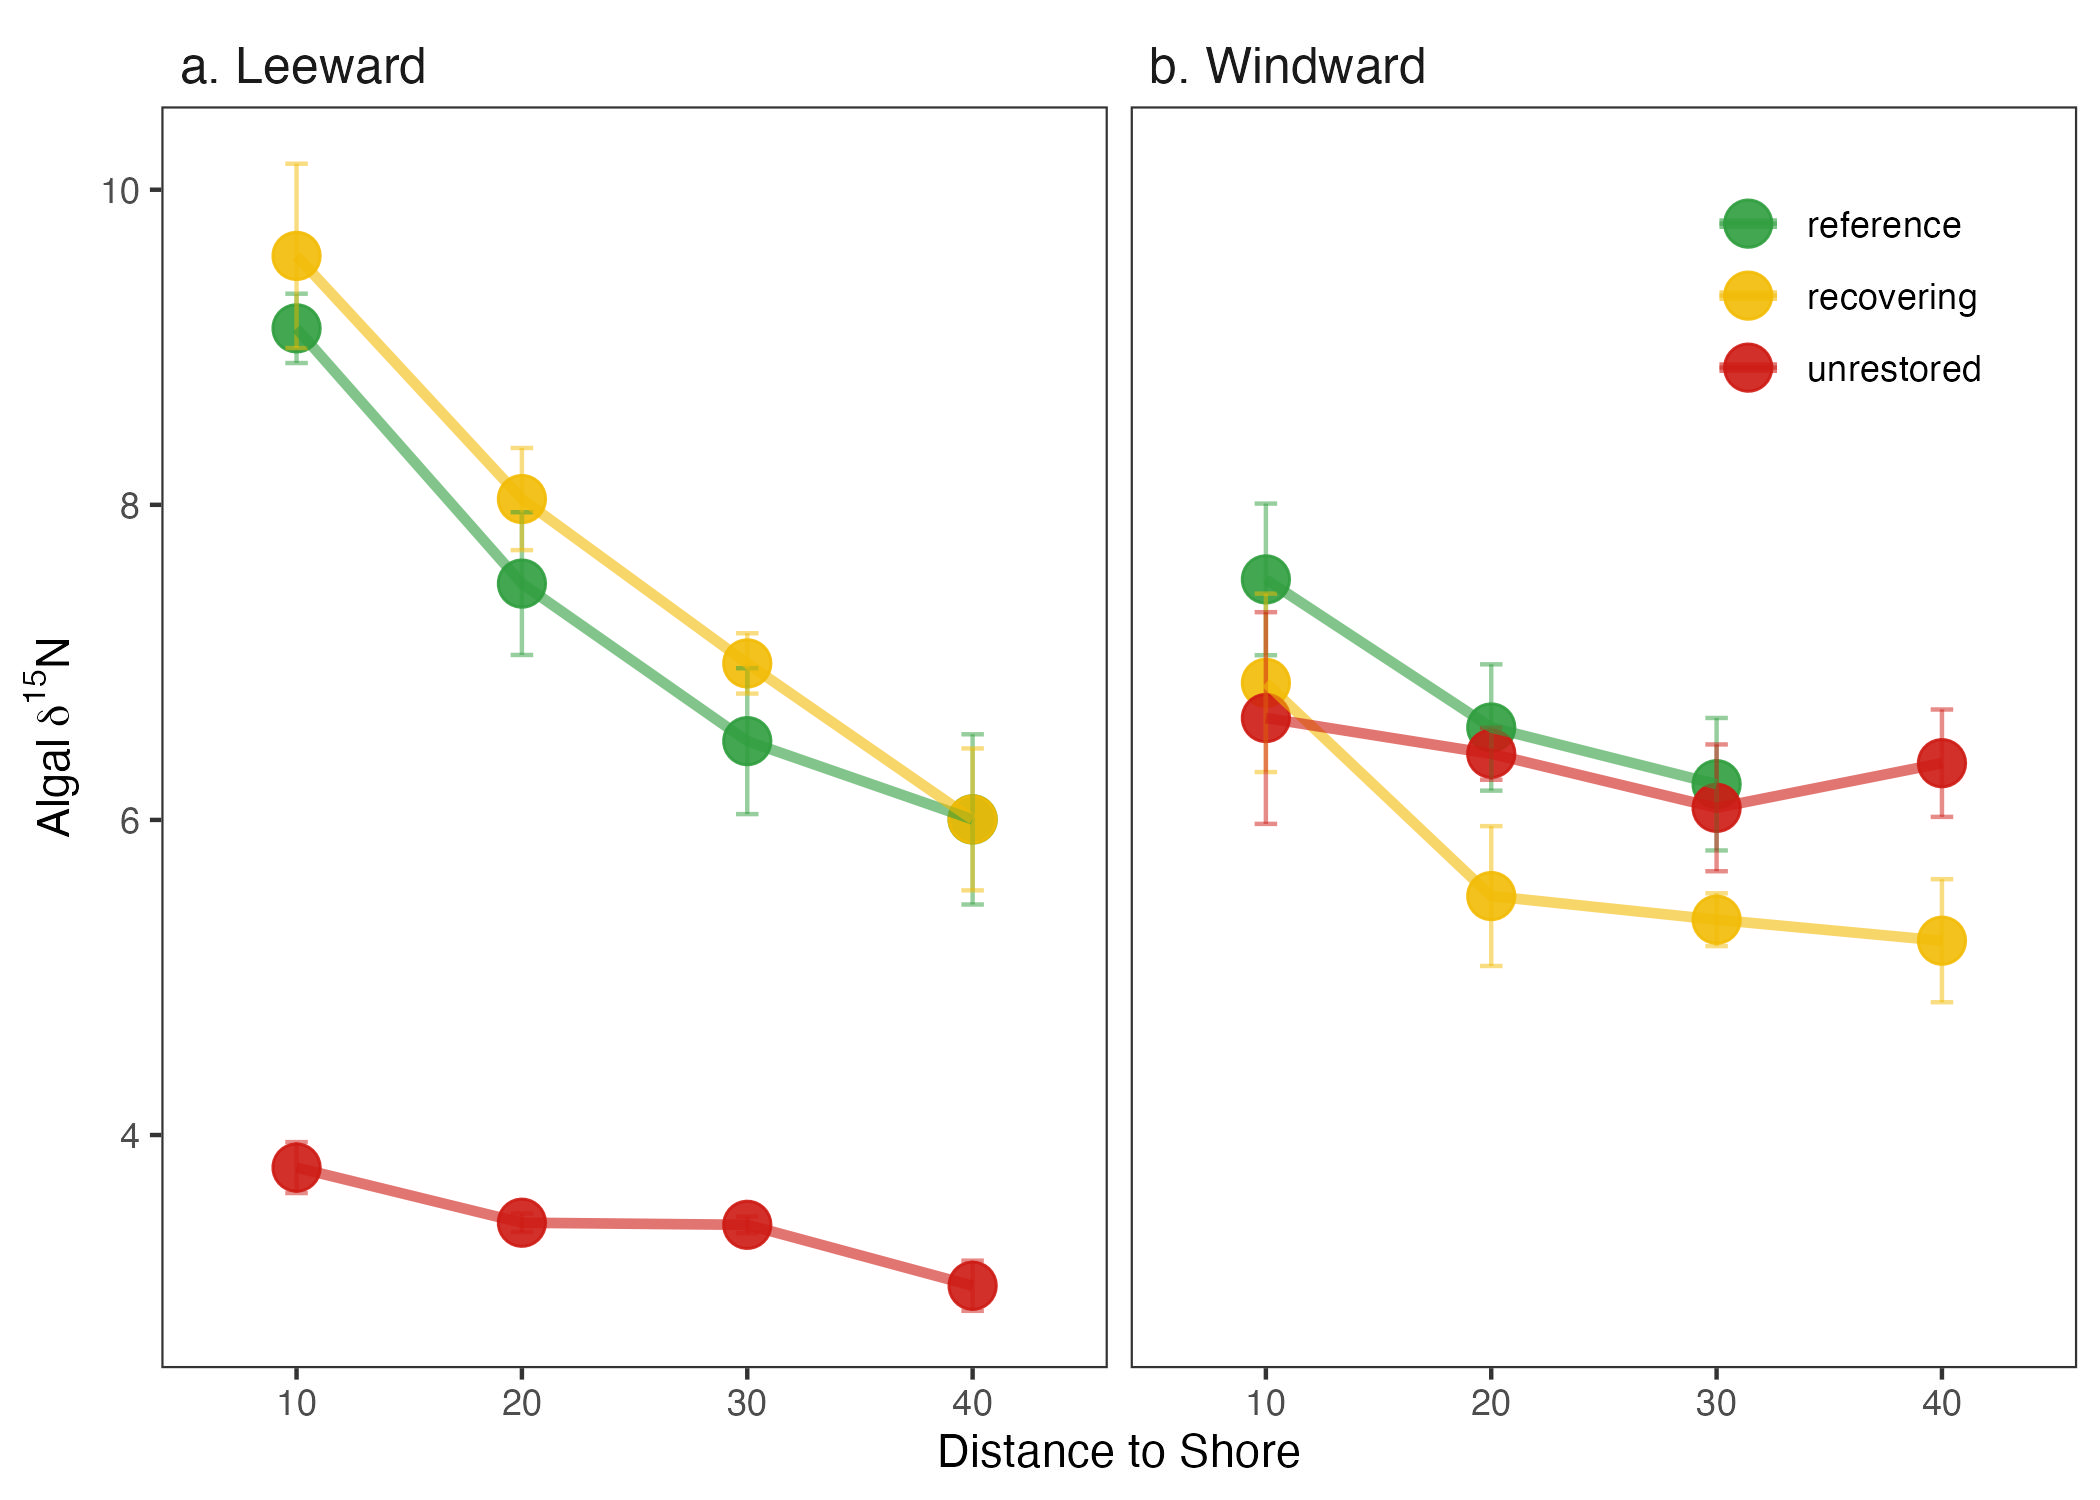 a. Leeward
b. Windward
10
8
6
4
Algal δ¹⁵N
reference
recovering
unrestored
10 20 30 40
10 20 30 40
Distance to Shore